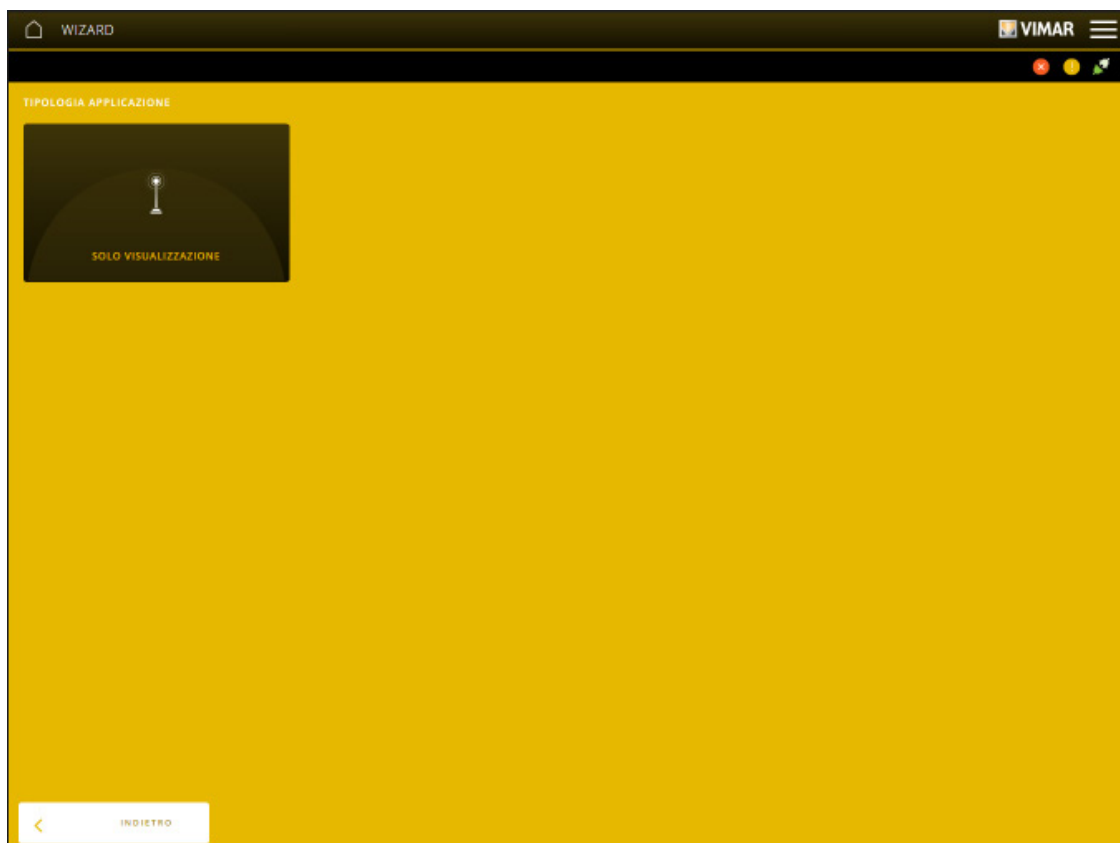 WIZARD
VIMAR
TIPOLOGIA APPLICAZIONE
SOLO VISUALIZZAZIONE
INDIETRO